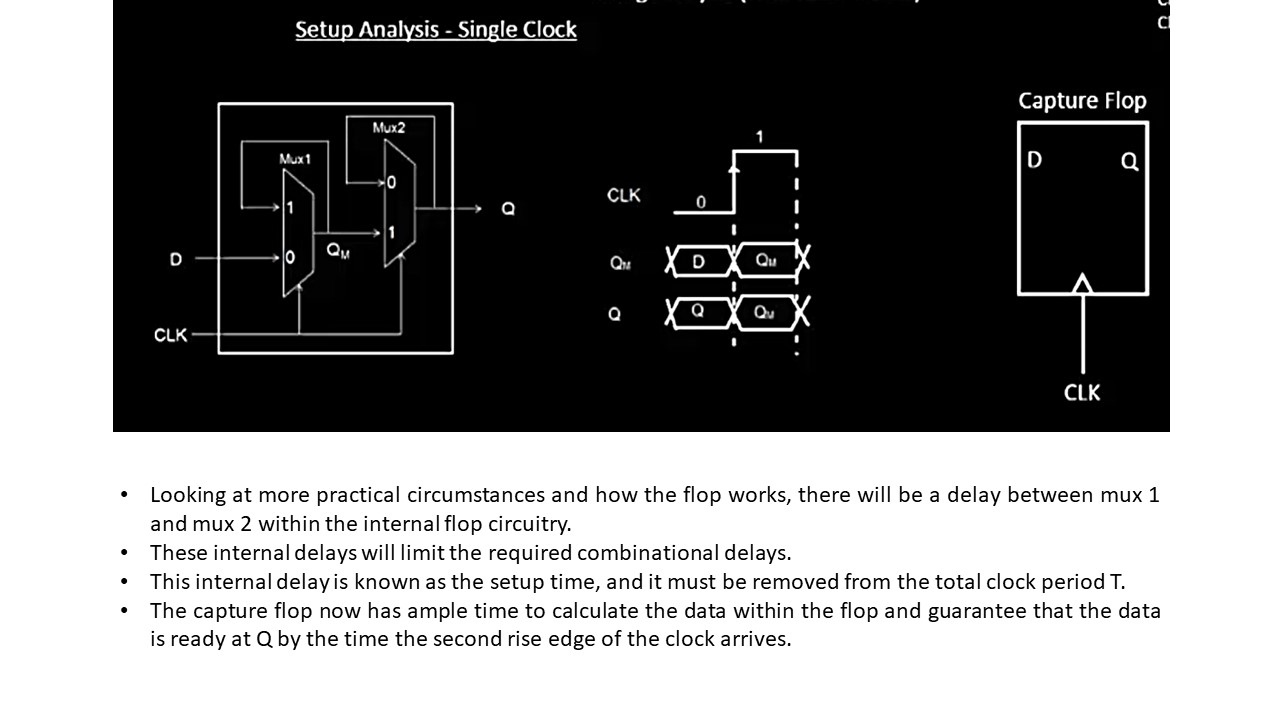 Setup Analysis - Single Clock
Capture Flop
Mux2
1
Mux1
D
Q
0
CLK
0
1
Q
1
D
0
QM
QM
D
QM
Q
Q
QM
CLK
CLK
• Looking at more practical circumstances and how the flop works, there will be a delay between mux 1
and mux 2 within the internal flop circuitry.
• These internal delays will limit the required combinational delays.
• This internal delay is known as the setup time, and it must be removed from the total clock period T.
• The capture flop now has ample time to calculate the data within the flop and guarantee that the data
is ready at Q by the time the second rise edge of the clock arrives.